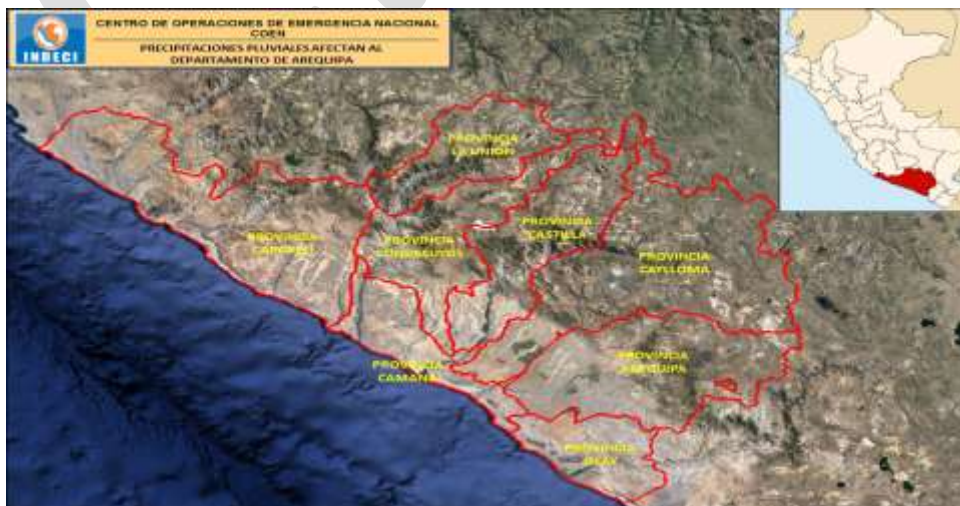 CENTRO DE OPERACIONES DE EMERGENCIA NACIONAL
COEN
PRECIPITACIONES PLUVIALES AFECTAN AL
DEPARTAMENTO DE AREQUIPA
INDECI
PROVINCIA
LA UNION
PROVINCIA
CASTILLA
PROVINCIA
CARAVELI
PROVINCIA
CONDESUYOS
PROVINCIA
CAYLLOMA
PROVINCIA
CAMANA
PROVINCIA
AREQUIPA
PROVINCIA
ISLAY